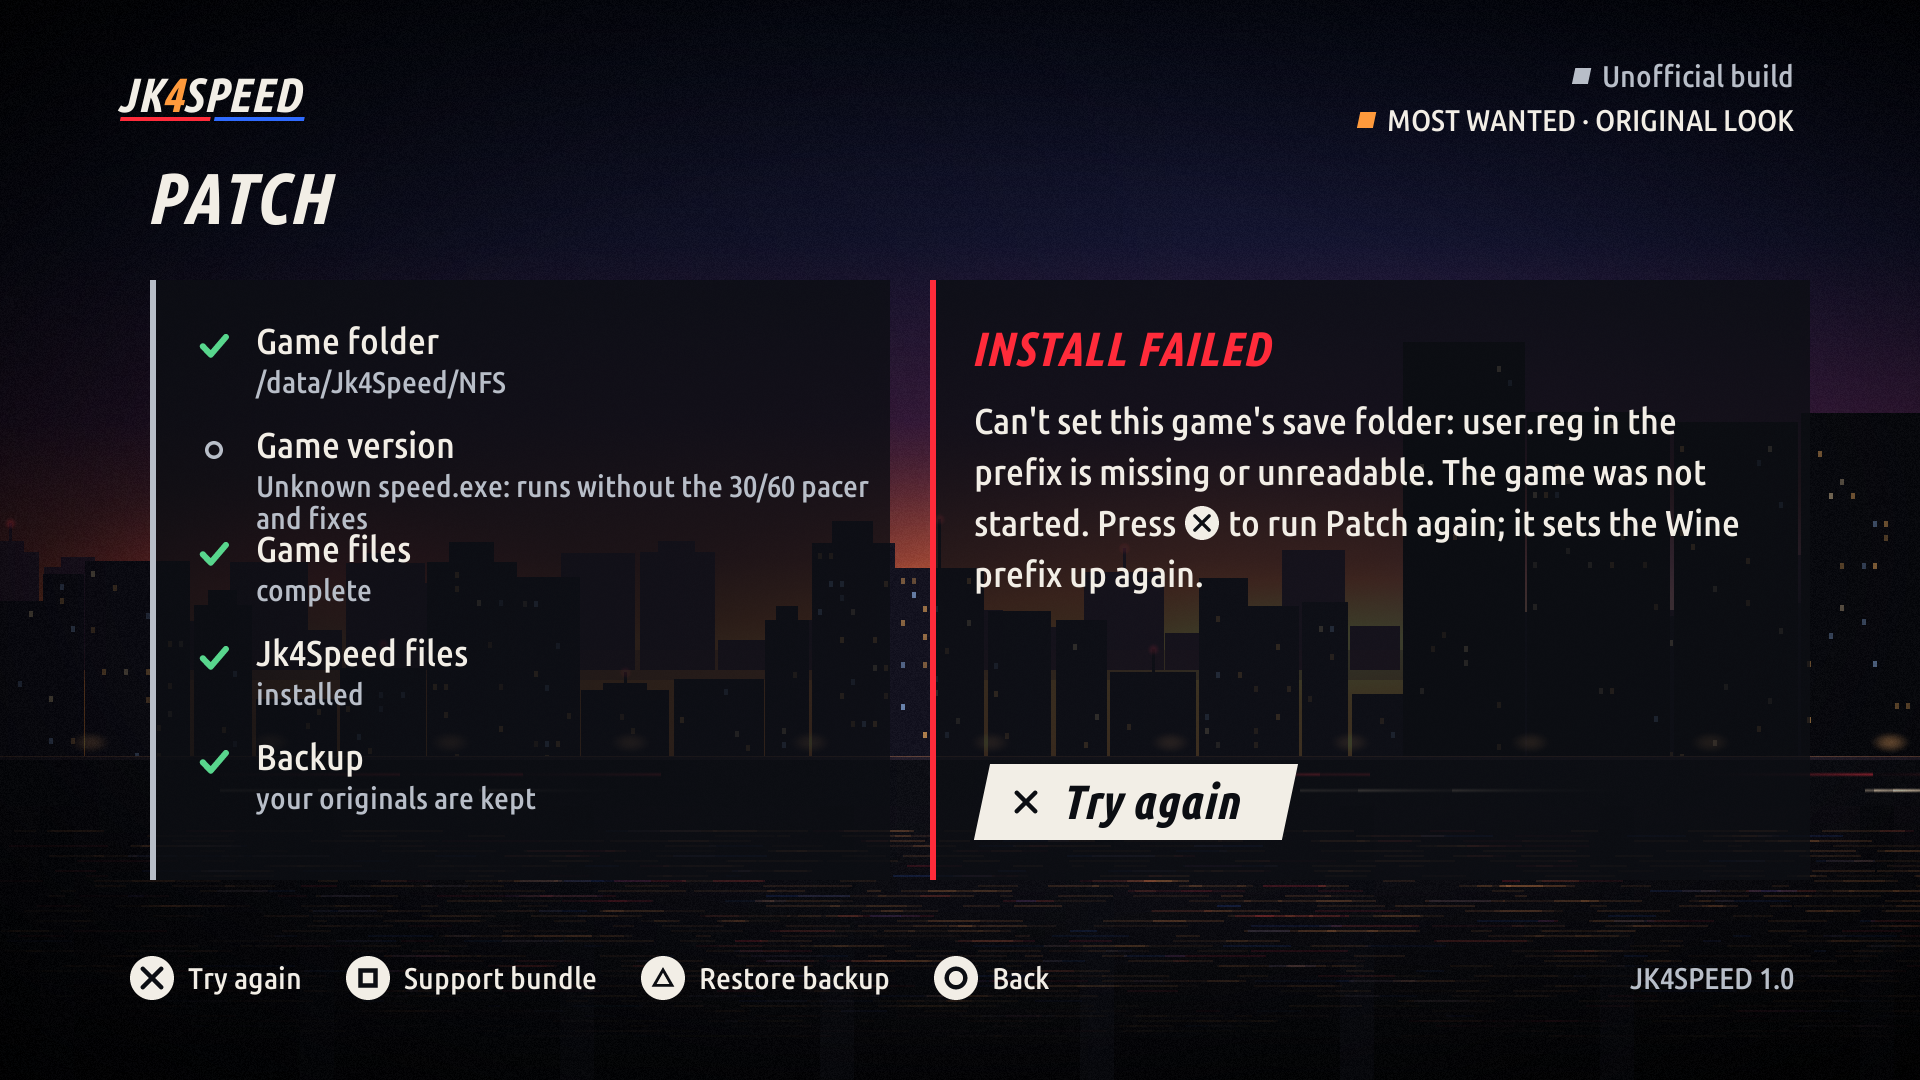 JK4SPEED
Unofficial build
MOST WANTED · ORIGINAL LOOK
PATCH
Game folder
/data/Jk4Speed/NFS
Game version
Unknown speed.exe: runs without the 30/60 pacer
and fixes
Game files
complete
Jk4Speed files
installed
Backup
your originals are kept
INSTALL FAILED
Can't set this game's save folder: user.reg in the
prefix is missing or unreadable. The game was not
started. Press ⊗ to run Patch again; it sets the Wine
prefix up again.
Try again
Try again
Support bundle
Restore backup
Back
JK4SPEED 1.0